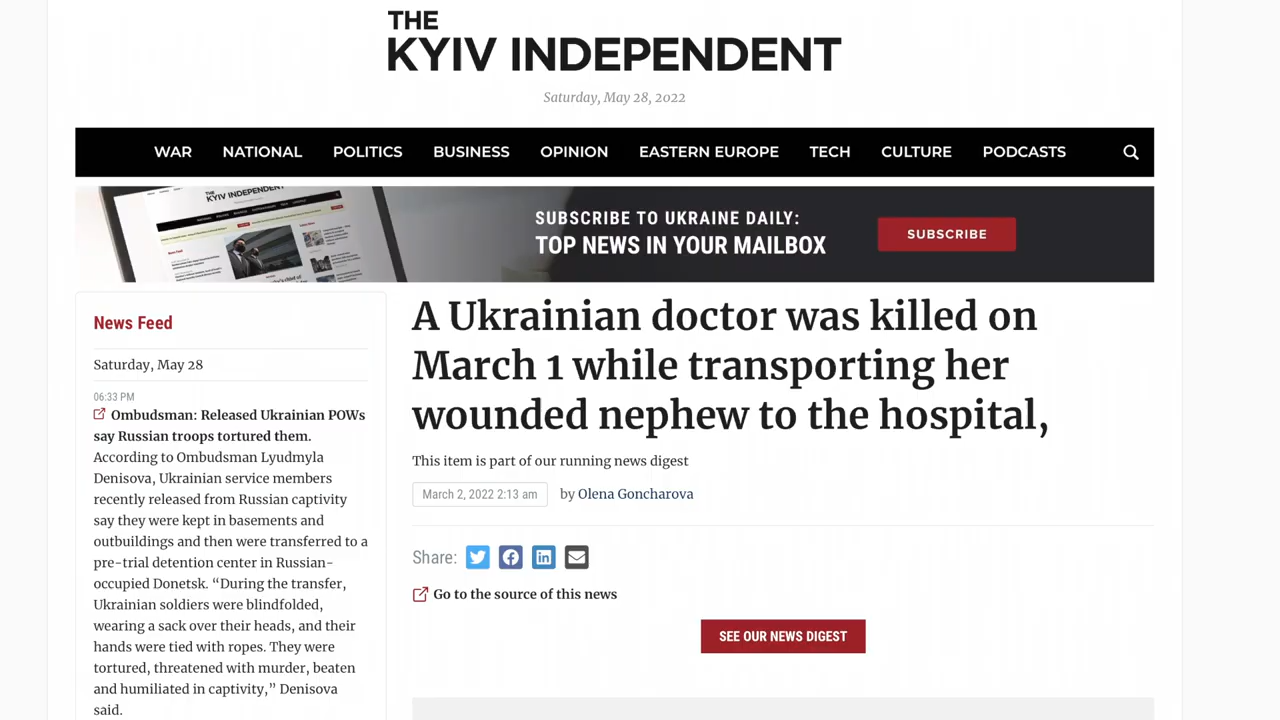 THE
KYIV INDEPENDENT
Saturday, May 28, 2022
WAR NATIONAL POLITICS BUSINESS OPINION EASTERN EUROPE TECH CULTURE PODCASTS
THE
KYIV INDEPENDENT
SUBSCRIBE TO UKRAINE DAILY:
TOP NEWS IN YOUR MAILBOX
SUBSCRIBE
News Feed
Saturday, May 28
06:33 PM
Ombudsman: Released Ukrainian POWs
say Russian troops tortured them.
According to Ombudsman Lyudmyla
Denisova, Ukrainian service members
recently released from Russian captivity
say they were kept in basements and
outbuildings and then were transferred to a
pre-trial detention center in Russian-
occupied Donetsk. “During the transfer,
Ukrainian soldiers were blindfolded,
wearing a sack over their heads, and their
hands were tied with ropes. They were
tortured, threatened with murder, beaten
and humiliated in captivity,” Denisova
said.
A Ukrainian doctor was killed on
March 1 while transporting her
wounded nephew to the hospital,
This item is part of our running news digest
March 2, 2022 2:13 am by Olena Goncharova
Share:
Go to the source of this news
SEE OUR NEWS DIGEST